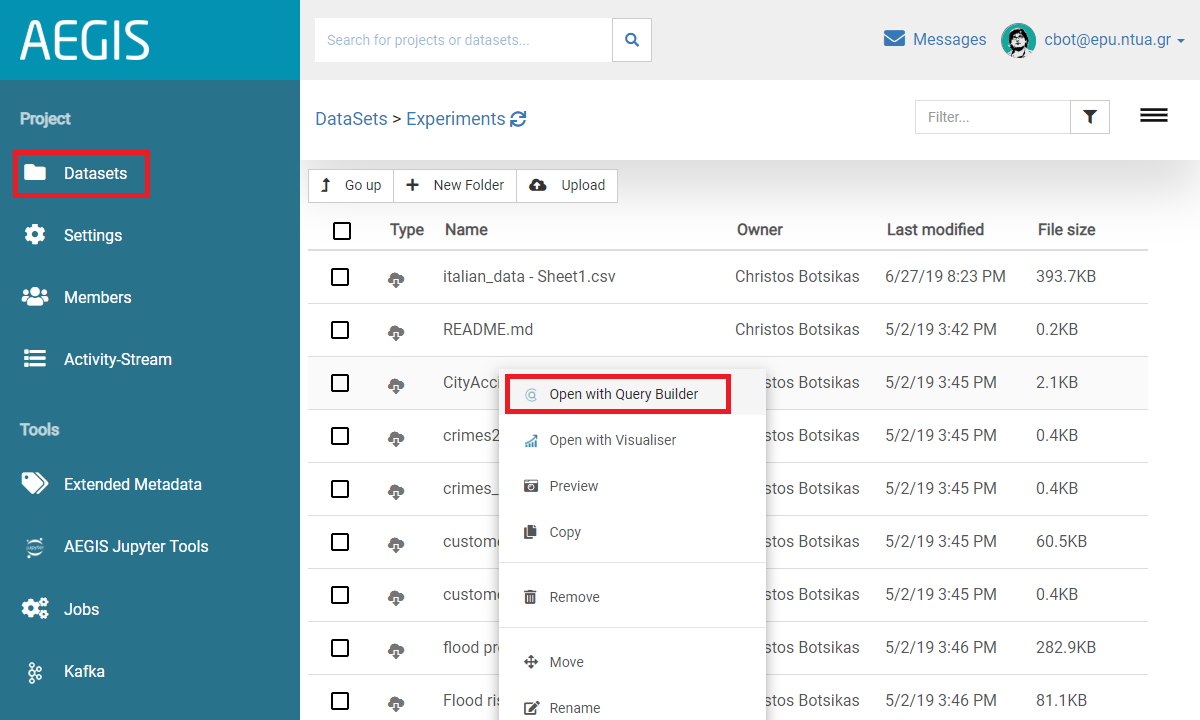 AEGIS
Search for projects or datasets...
Messages
cbot@epu.ntua.gr
Project
Datasets
Settings
Members
Activity-Stream
Tools
Extended Metadata
AEGIS Jupyter Tools
Jobs
Kafka
DataSets > Experiments
Filter...
Go up New Folder Upload
Type Name Owner Last modified File size
italian_data - Sheet1.csv Christos Botsikas 6/27/19 8:23 PM 393.7KB
README.md Christos Botsikas 5/2/19 3:42 PM 0.2KB
CityAcci stos Botsikas 5/2/19 3:45 PM 2.1KB
crimes2 stos Botsikas 5/2/19 3:45 PM 0.4KB
crimes_ stos Botsikas 5/2/19 3:45 PM 0.4KB
custome stos Botsikas 5/2/19 3:45 PM 60.5KB
custome stos Botsikas 5/2/19 3:45 PM 0.4KB
flood pr stos Botsikas 5/2/19 3:46 PM 282.9KB
Flood ris stos Botsikas 5/2/19 3:46 PM 81.1KB
Open with Query Builder
Open with Visualiser
Preview
Copy
Remove
Move
Rename